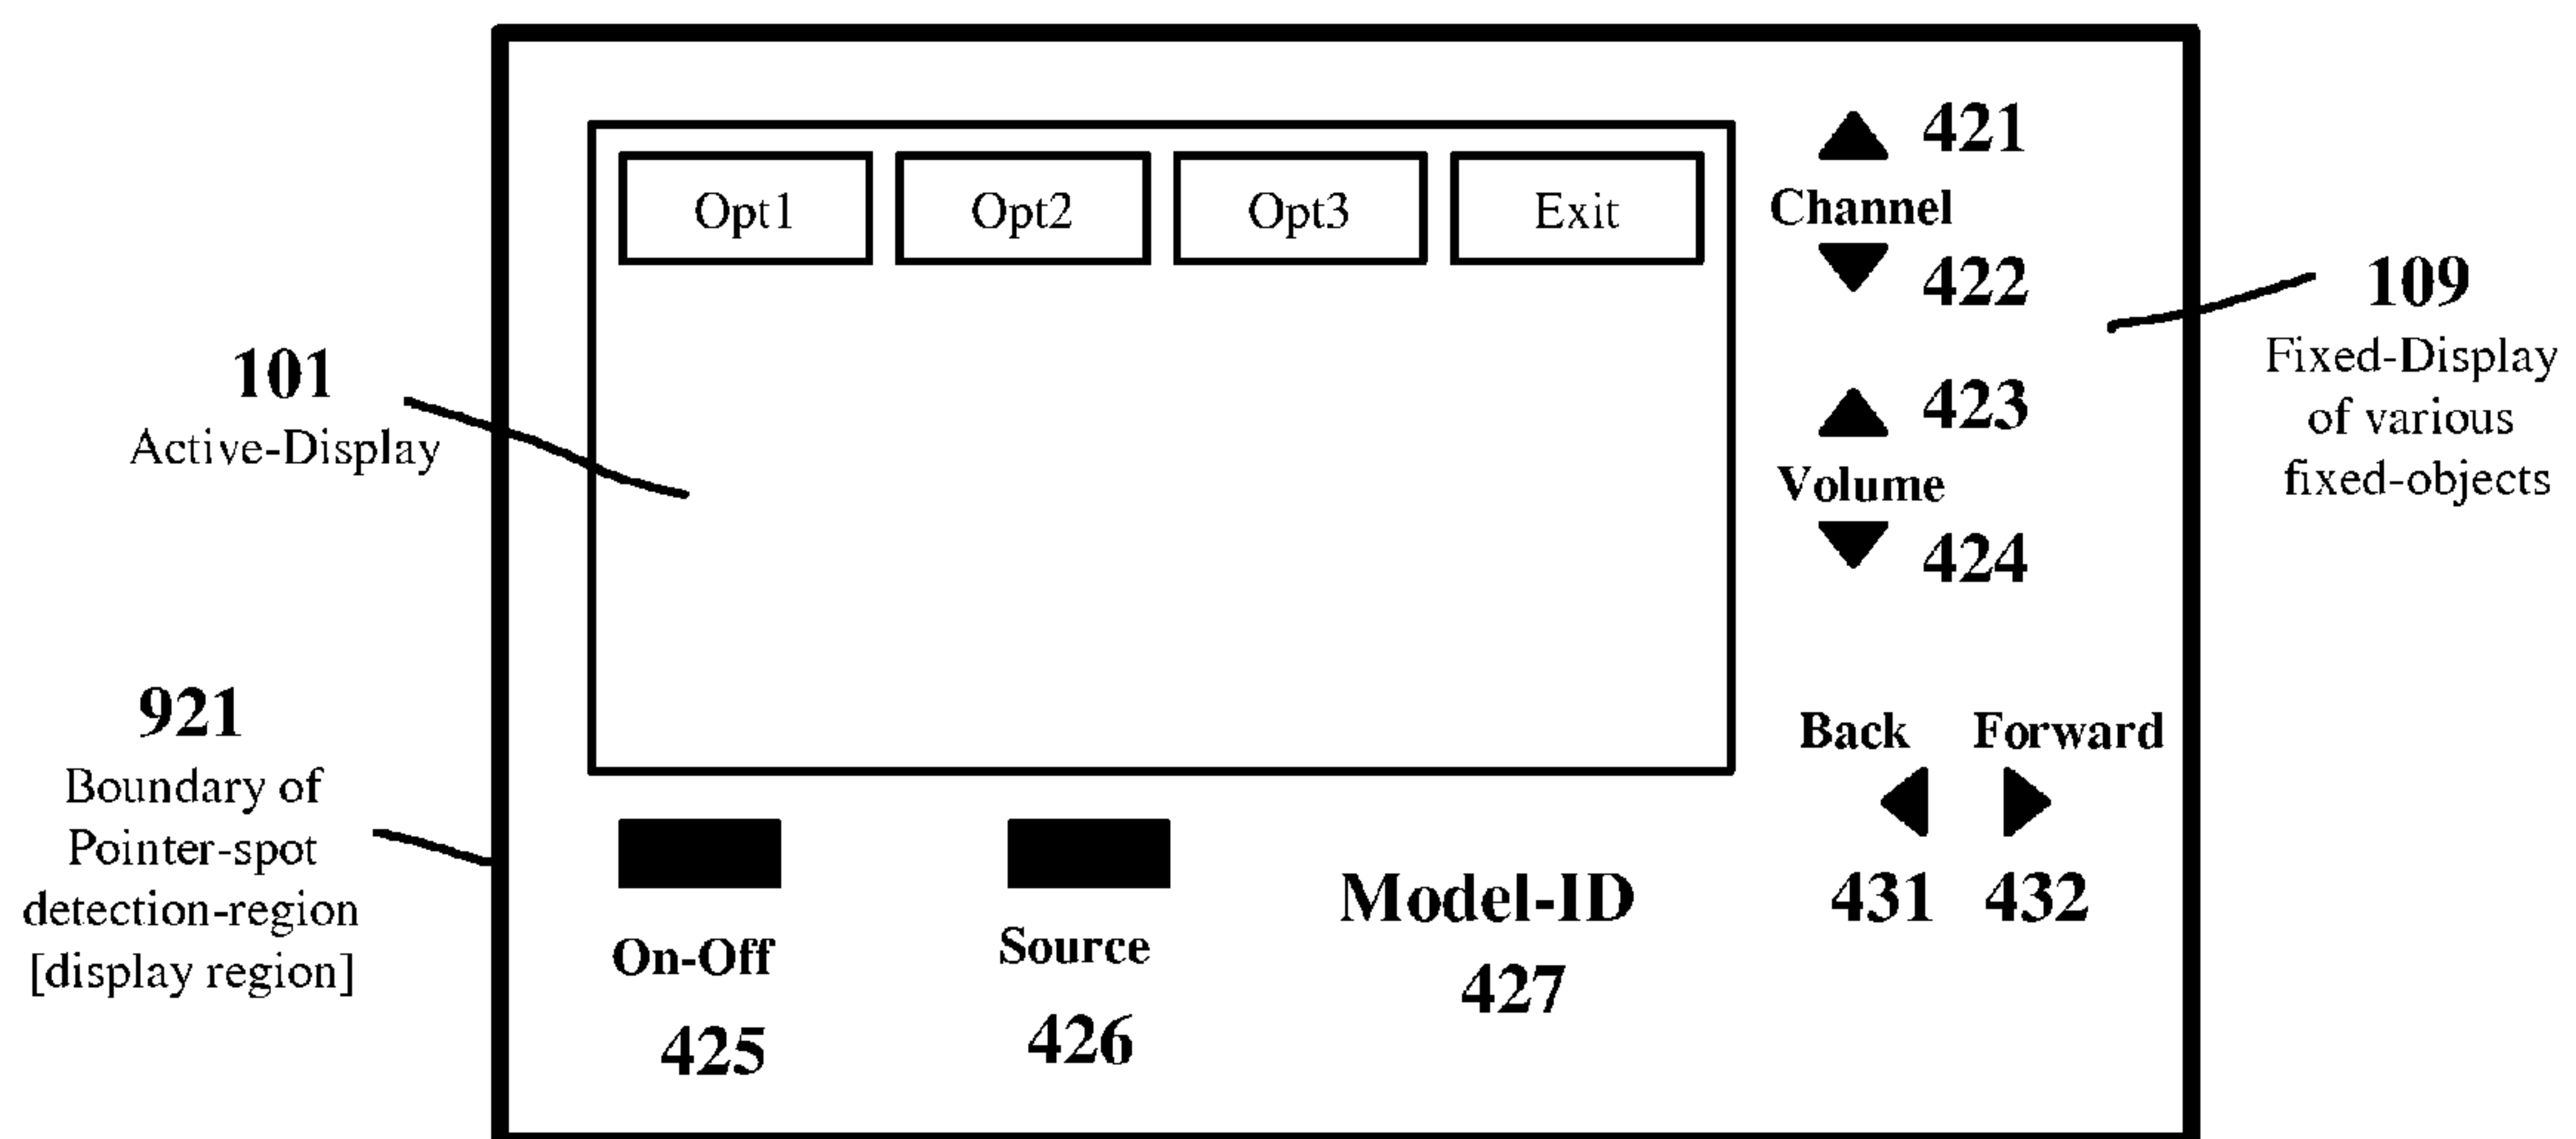 421
Opt1 Opt2 Opt3 Exit
Channel
422
109
Fixed-Display
of various
fixed-objects
101
Active-Display
423
Volume
424
921
Boundary of
Pointer-spot
detection-region
[display region]
Back Forward
431 432
Model-ID
427
On-Off
425
Source
426